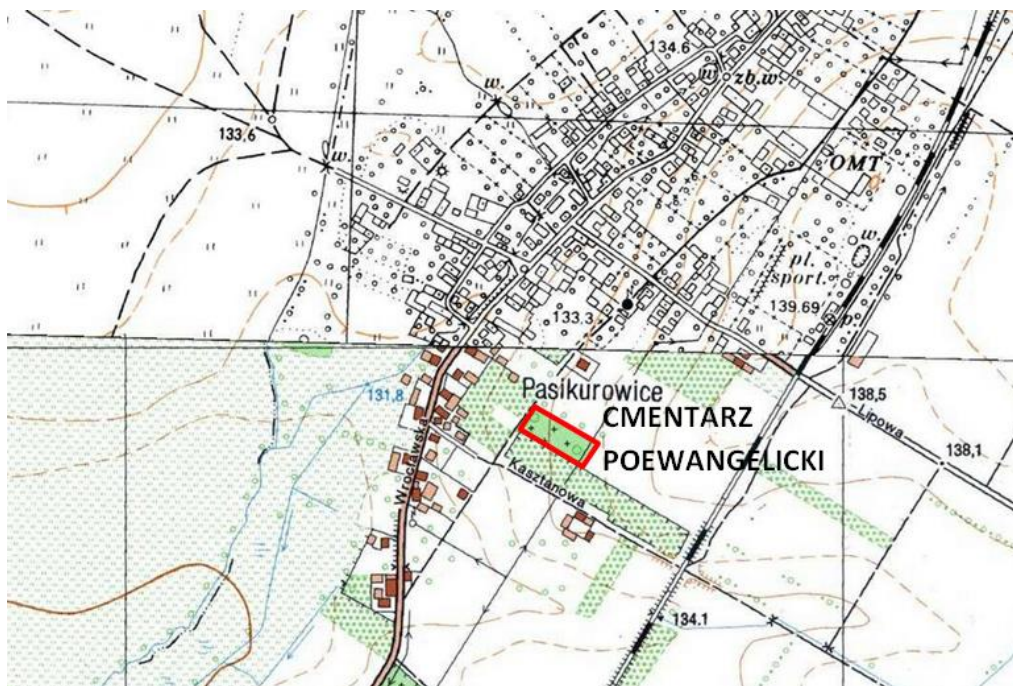 134.6
w
zb.w.
w.
133,6
w.
OMT
w.
pl.
sport.
133.3
139.69
p.
131,8
Pasikurowice
138,5
CMENTARZ
Lipowa
POEWANGELICKI
138,1
Wrocławska
Kasztanowa
134.1